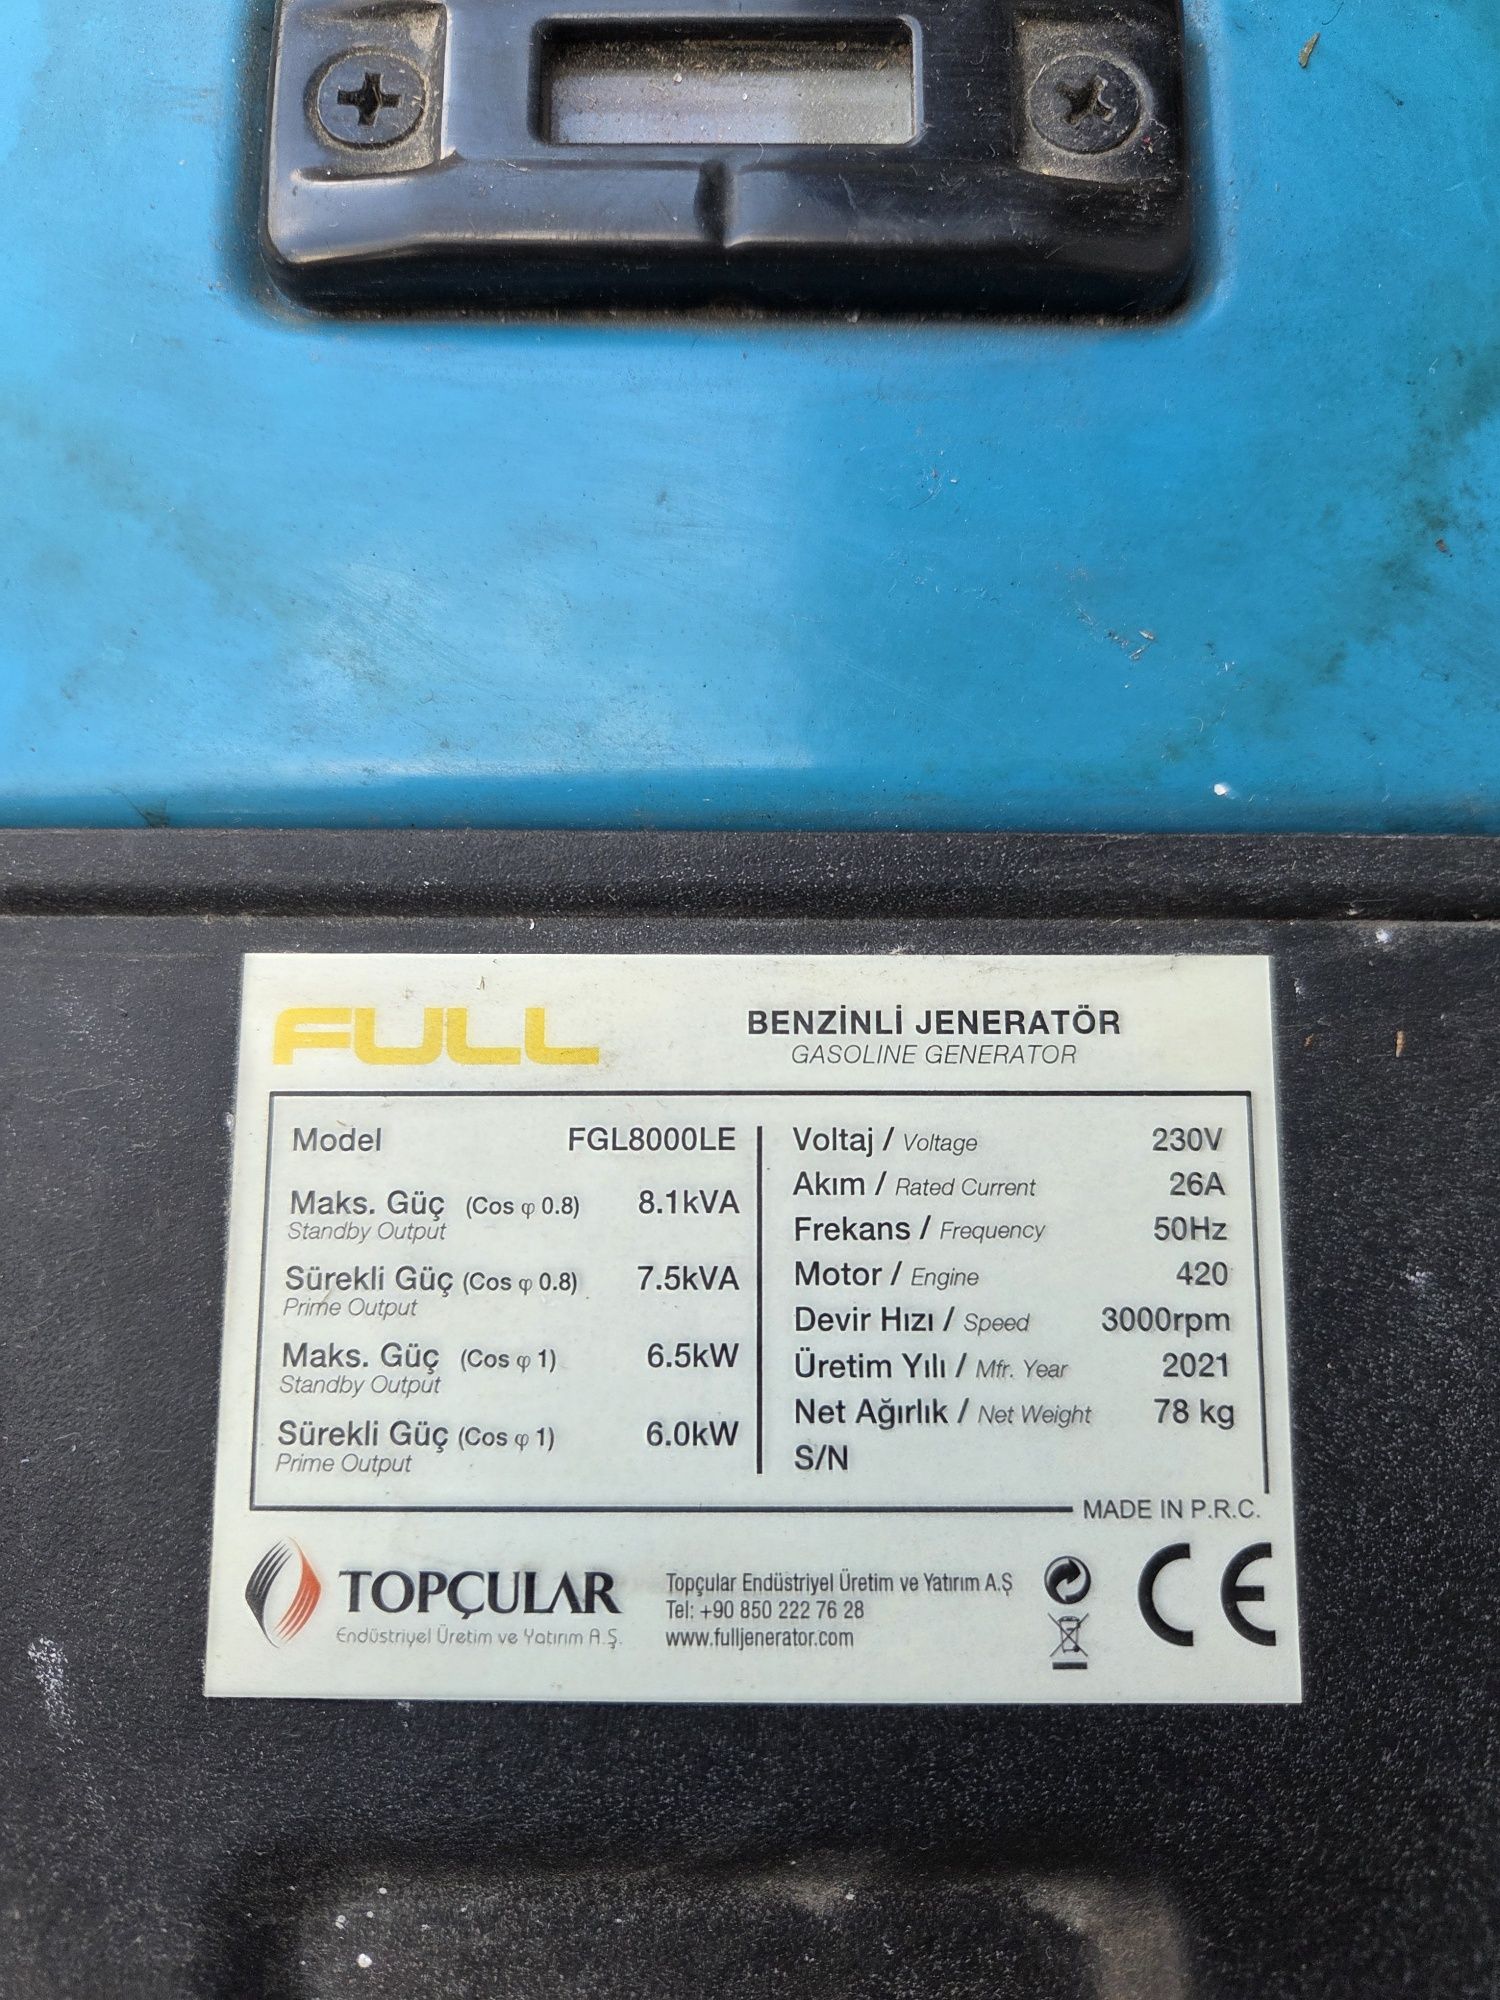 FULL
BENZİNLİ JENERATÖR
GASOLINE GENERATOR
Model FGL8000LE
Maks. Güç (Cos φ 0.8) 8.1kVA
Standby Output
Sürekli Güç (Cos φ 0.8) 7.5kVA
Prime Output
Maks. Güç (Cos φ 1) 6.5kW
Standby Output
Sürekli Güç (Cos φ 1) 6.0kW
Prime Output
Voltaj / Voltage 230V
Akım / Rated Current 26A
Frekans / Frequency 50Hz
Motor / Engine 420
Devir Hızı / Speed 3000rpm
Üretim Yılı / Mfr. Year 2021
Net Ağırlık / Net Weight 78 kg
S/N
MADE IN P.R.C.
TOPÇULAR
Endüstriyel Üretim ve Yatırım A.Ş.
Topçular Endüstriyel Üretim ve Yatırım A.Ş
Tel: +90 850 222 76 28
www.fulljenerator.com
CE